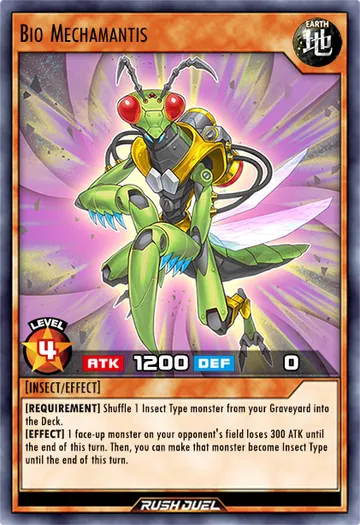 BIO MECHAMANTIS
EARTH
地
LEVEL
4
ATK 1200 DEF 0
[INSECT/EFFECT]
[REQUIREMENT] Shuffle 1 Insect Type monster from your Graveyard into
the Deck.
[EFFECT] 1 face-up monster on your opponent's field loses 300 ATK until
the end of this turn. Then, you can make that monster become Insect Type
until the end of this turn.
RUSH DUEL